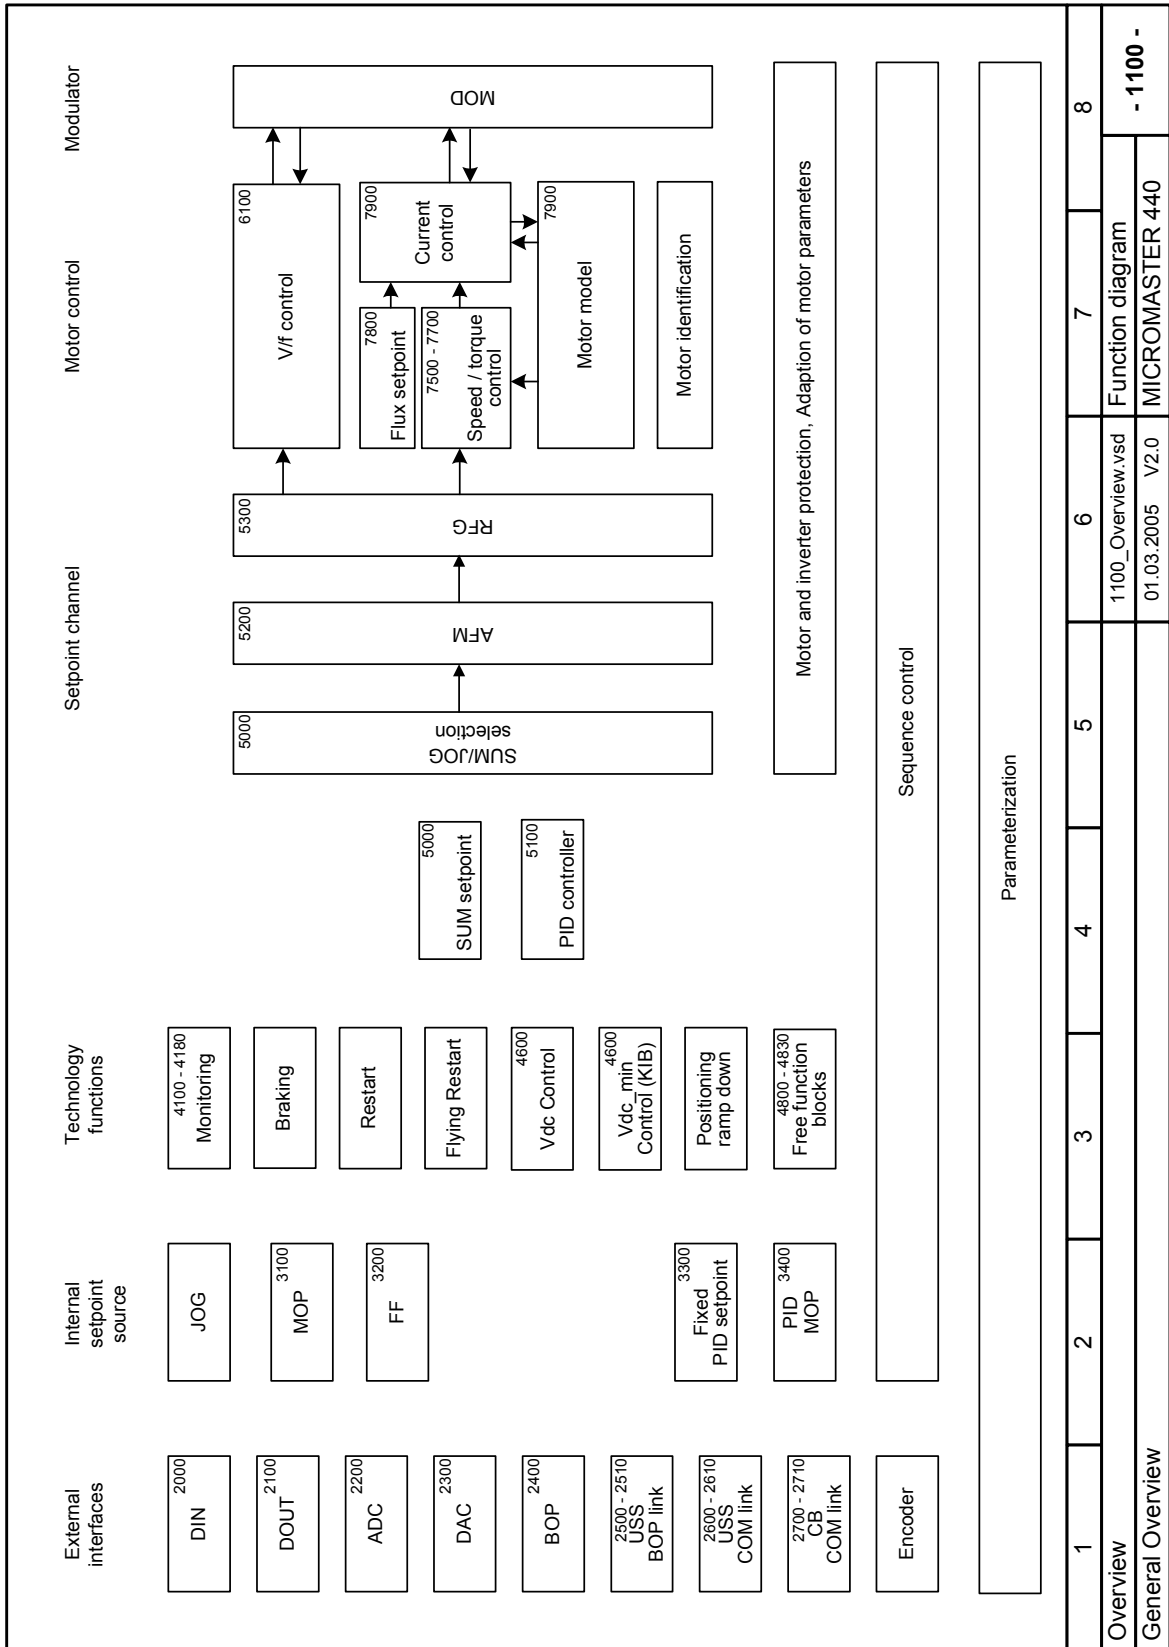 External
interfaces
Internal
setpoint
source
Technology
functions
Setpoint channel
Motor control
Modulator
2000
DIN
2100
DOUT
2200
ADC
2300
DAC
2400
BOP
2500 - 2510
USS
BOP link
2600 - 2610
USS
COM link
2700 - 2710
CB
COM link
Encoder
JOG
3100
MOP
3200
FF
3300
Fixed
PID setpoint
3400
PID
MOP
4100 - 4180
Monitoring
Braking
Restart
Flying Restart
4600
Vdc Control
4600
Vdc_min
Control (KIB)
Positioning
ramp down
4800 - 4830
Free function
blocks
5000
SUM setpoint
5100
PID controller
5000
SUM/JOG
selection
5200
AFM
5300
RFG
6100
V/f control
7800
Flux setpoint
7500 - 7700
Speed / torque
control
7900
Current
control
7900
Motor model
Motor identification
MOD
Motor and inverter protection, Adaption of motor parameters
Sequence control
Parameterization
1
2
3
4
5
6
7
8
Overview
1100_Overview.vsd
Function diagram
- 1100 -
General Overview
01.03.2005
V2.0
MICROMASTER 440